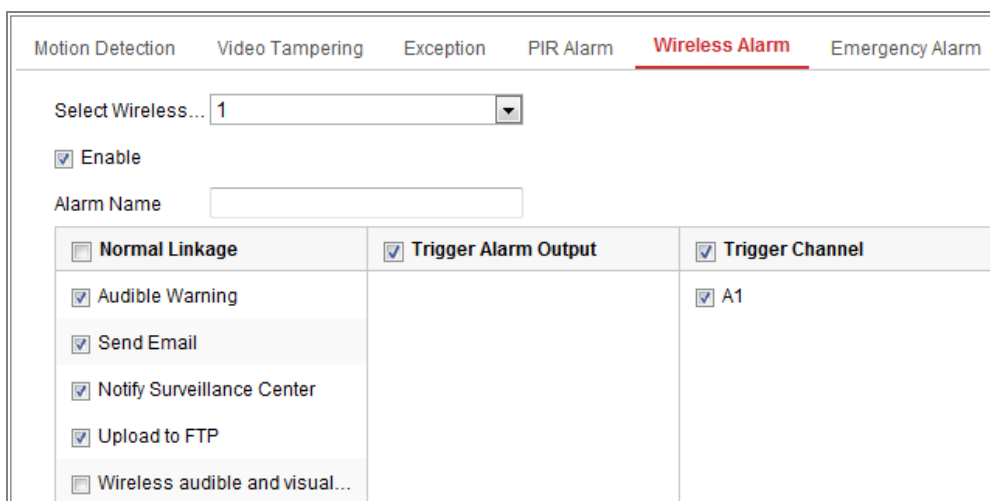 Motion Detection Video Tampering Exception PIR Alarm Wireless Alarm Emergency Alarm
Select Wireless... 1
Enable
Alarm Name
Normal Linkage Trigger Alarm Output Trigger Channel
Audible Warning A1
Send Email
Notify Surveillance Center
Upload to FTP
Wireless audible and visual...